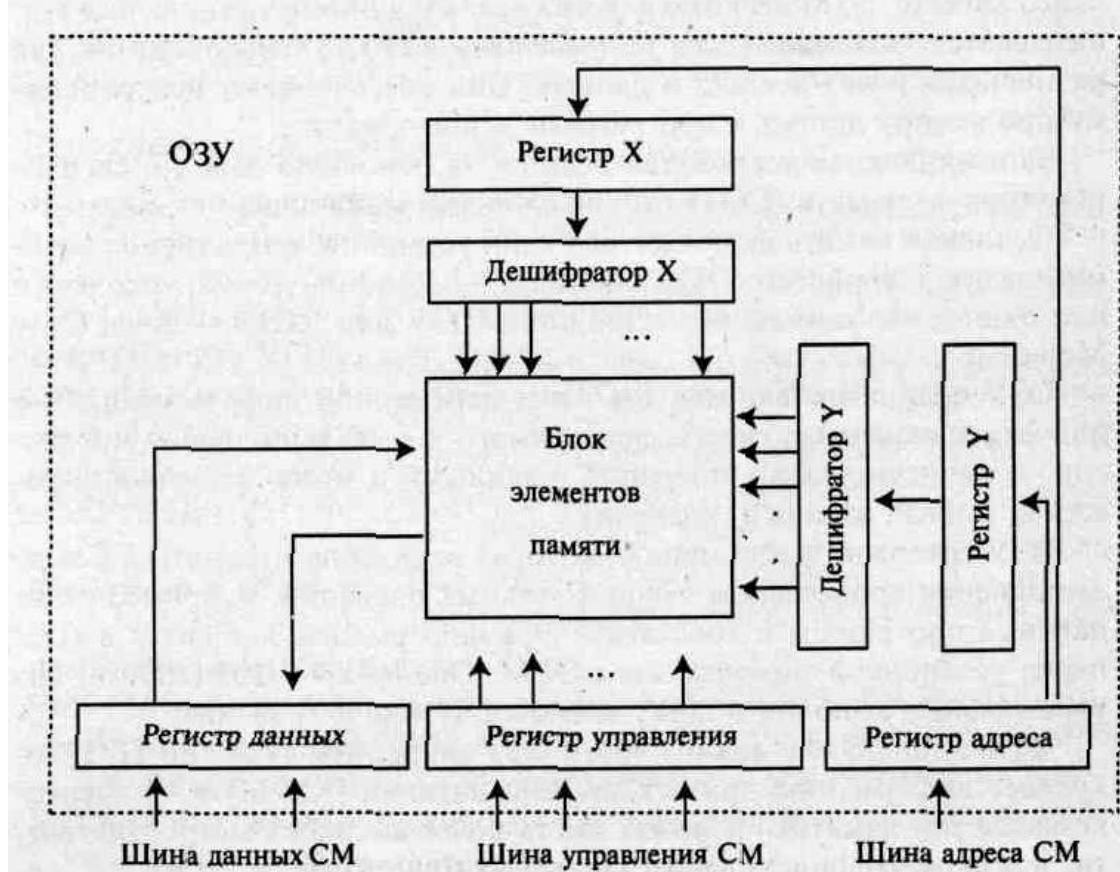 ОЗУ
Регистр X
Дешифратор X
...
Блок
элементов
памяти
Дешифратор Y
Регистр Y
...
Регистр данных
Регистр управления
Регистр адреса
Шина данных СМ
Шина управления СМ
Шина адреса СМ